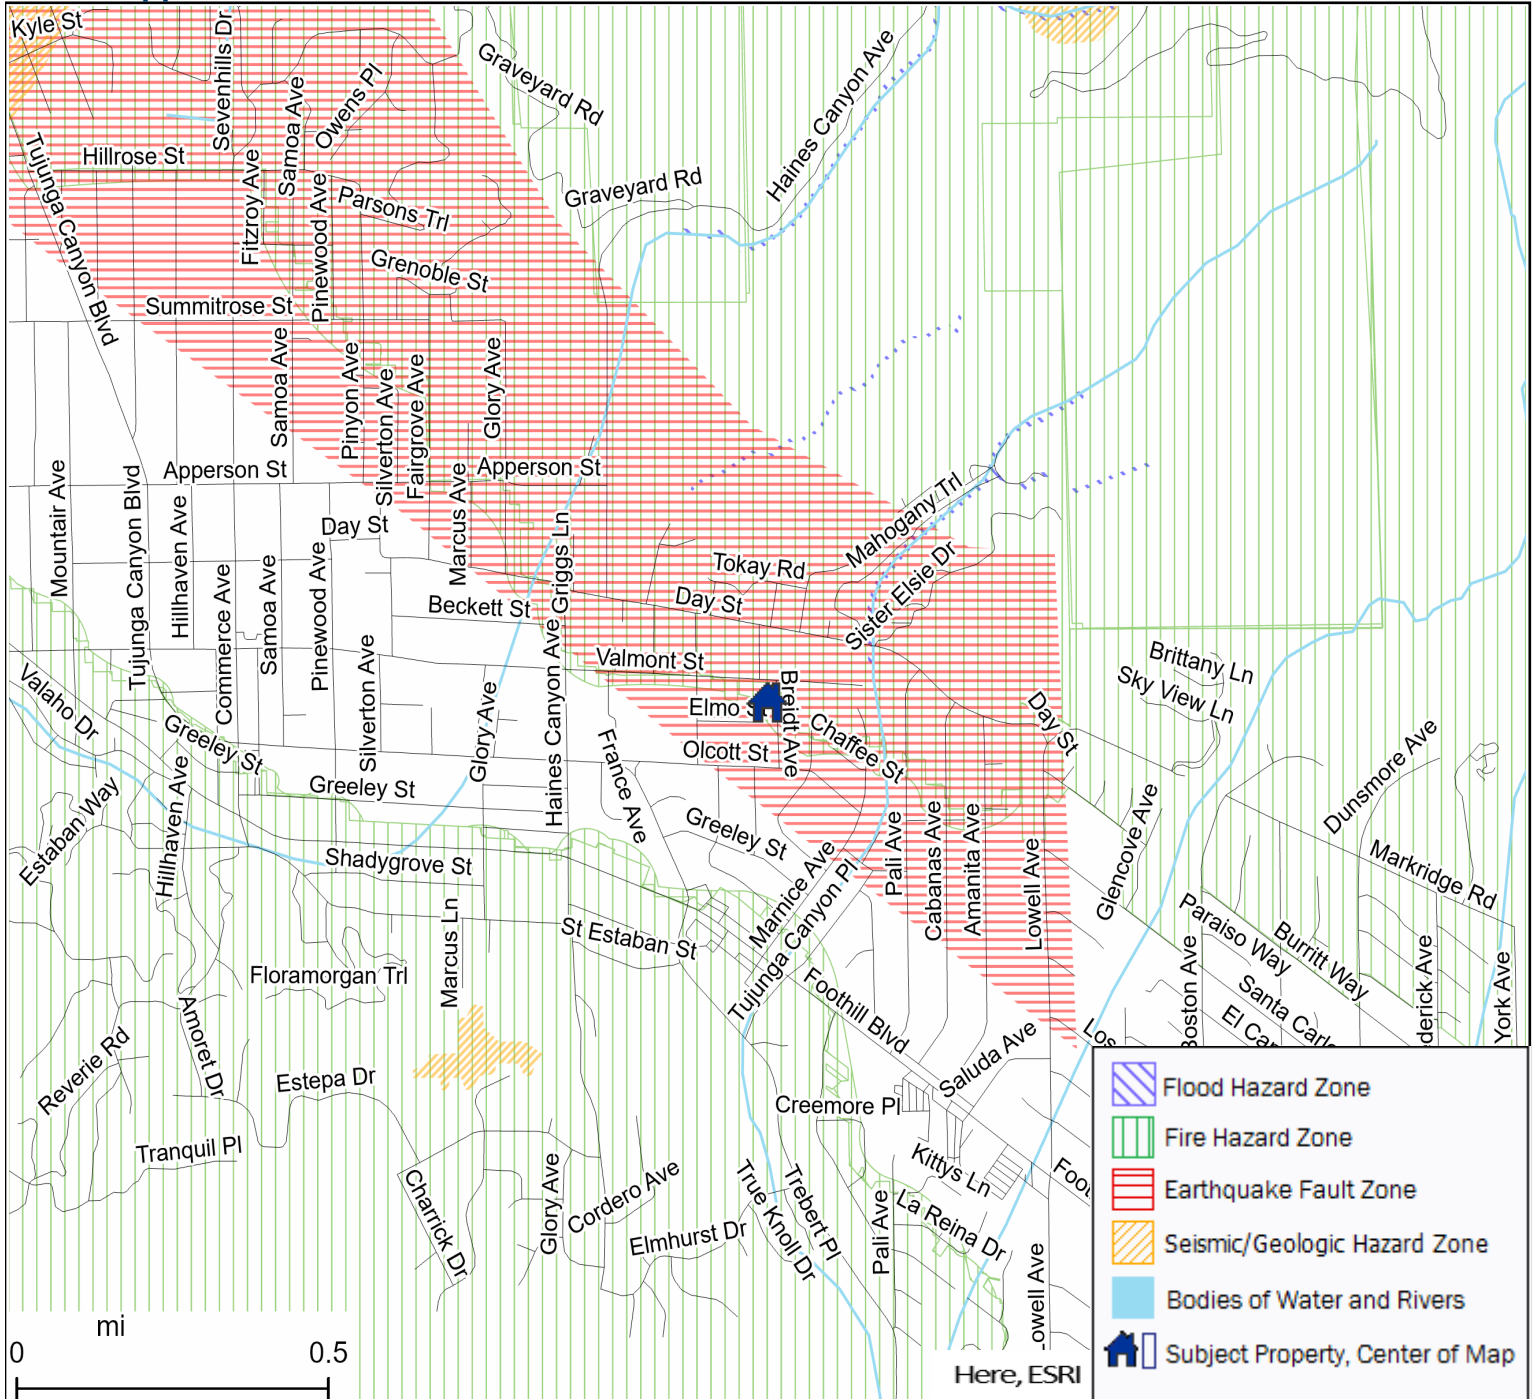 Kyle St
Sevenhills Dr
Graveyard Rd
Haines Canyon Ave
Owens Pl
Samoa Ave
Tujunga Canyon Blvd
Hillrose St
Fitzroy Ave
Pinewood Ave
Parsons Trl
Graveyard Rd
Grenoble St
Summitrose St
Samoa Ave
Pinyon Ave
Silverton Ave
Fairgrove Ave
Glory Ave
Apperson St
Apperson St
Mountain Ave
Tujunga Canyon Blvd
Hillhaven Ave
Day St
Marcus Ave
Griggs Ln
Mahogany Trl
Commerce Ave
Samoa Ave
Pinewood Ave
Tokay Rd
Sister Elsie Dr
Beckett St
Day St
Silverton Ave
Haines Canyon Ave
Valmont St
Brittany Ln
Sky View Ln
Valaho Dr
Greeley St
Glory Ave
Elmo S
Breidt Ave
Chaffee St
Day St
Olcott St
France Ave
Dunsmore Ave
Estaban Way
Hillhaven Ave
Greeley St
Greeley St
Pali Ave
Cabanas Ave
Amanita Ave
Lowell Ave
Glencove Ave
Markridge Rd
Shadygrove St
Marnice Ave
Tujunga Canyon Pl
Marcus Ln
St Estaban St
Paraiso Way
Burritt Way
Floramorgan Trl
Foothill Blvd
Boston Ave
Santa Carlo
El Car
derick Ave
York Ave
Amoret Dr
Reverie Rd
Saluda Ave
Los
Estepa Dr
Creemore Pl
Tranquil Pl
Kittys Ln
Foot
Charrick Dr
Glory Ave
Cordero Ave
Elmhurst Dr
True Knoll Dr
Trebert Pl
Pali Ave
La Reina Dr
Lowell Ave
mi
0 0.5
Here, ESRI
Flood Hazard Zone
Fire Hazard Zone
Earthquake Fault Zone
Seismic/Geologic Hazard Zone
Bodies of Water and Rivers
Subject Property, Center of Map